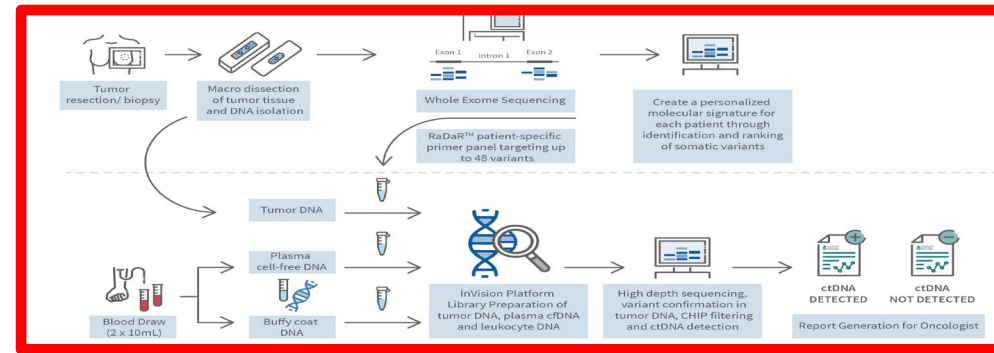 Exon 1
Intron 1
Exon 2
Tumor
resection/ biopsy
Macro dissection
of tumor tissue
and DNA isolation
Whole Exome Sequencing
Create a personalized
molecular signature for
each patient through
identification and ranking
of somatic variants
RaDaR™ patient-specific
primer panel targeting up
to 48 variants
Tumor DNA
Plasma
cell-free DNA
Blood Draw
(2 x 10mL)
Buffy coat
DNA
InVision Platform
Library Preparation of
tumor DNA, plasma cfDNA
and leukocyte DNA
High depth sequencing,
variant confirmation in
tumor DNA, CHIP filtering
and ctDNA detection
ctDNA
DETECTED
ctDNA
NOT DETECTED
Report Generation for Oncologist